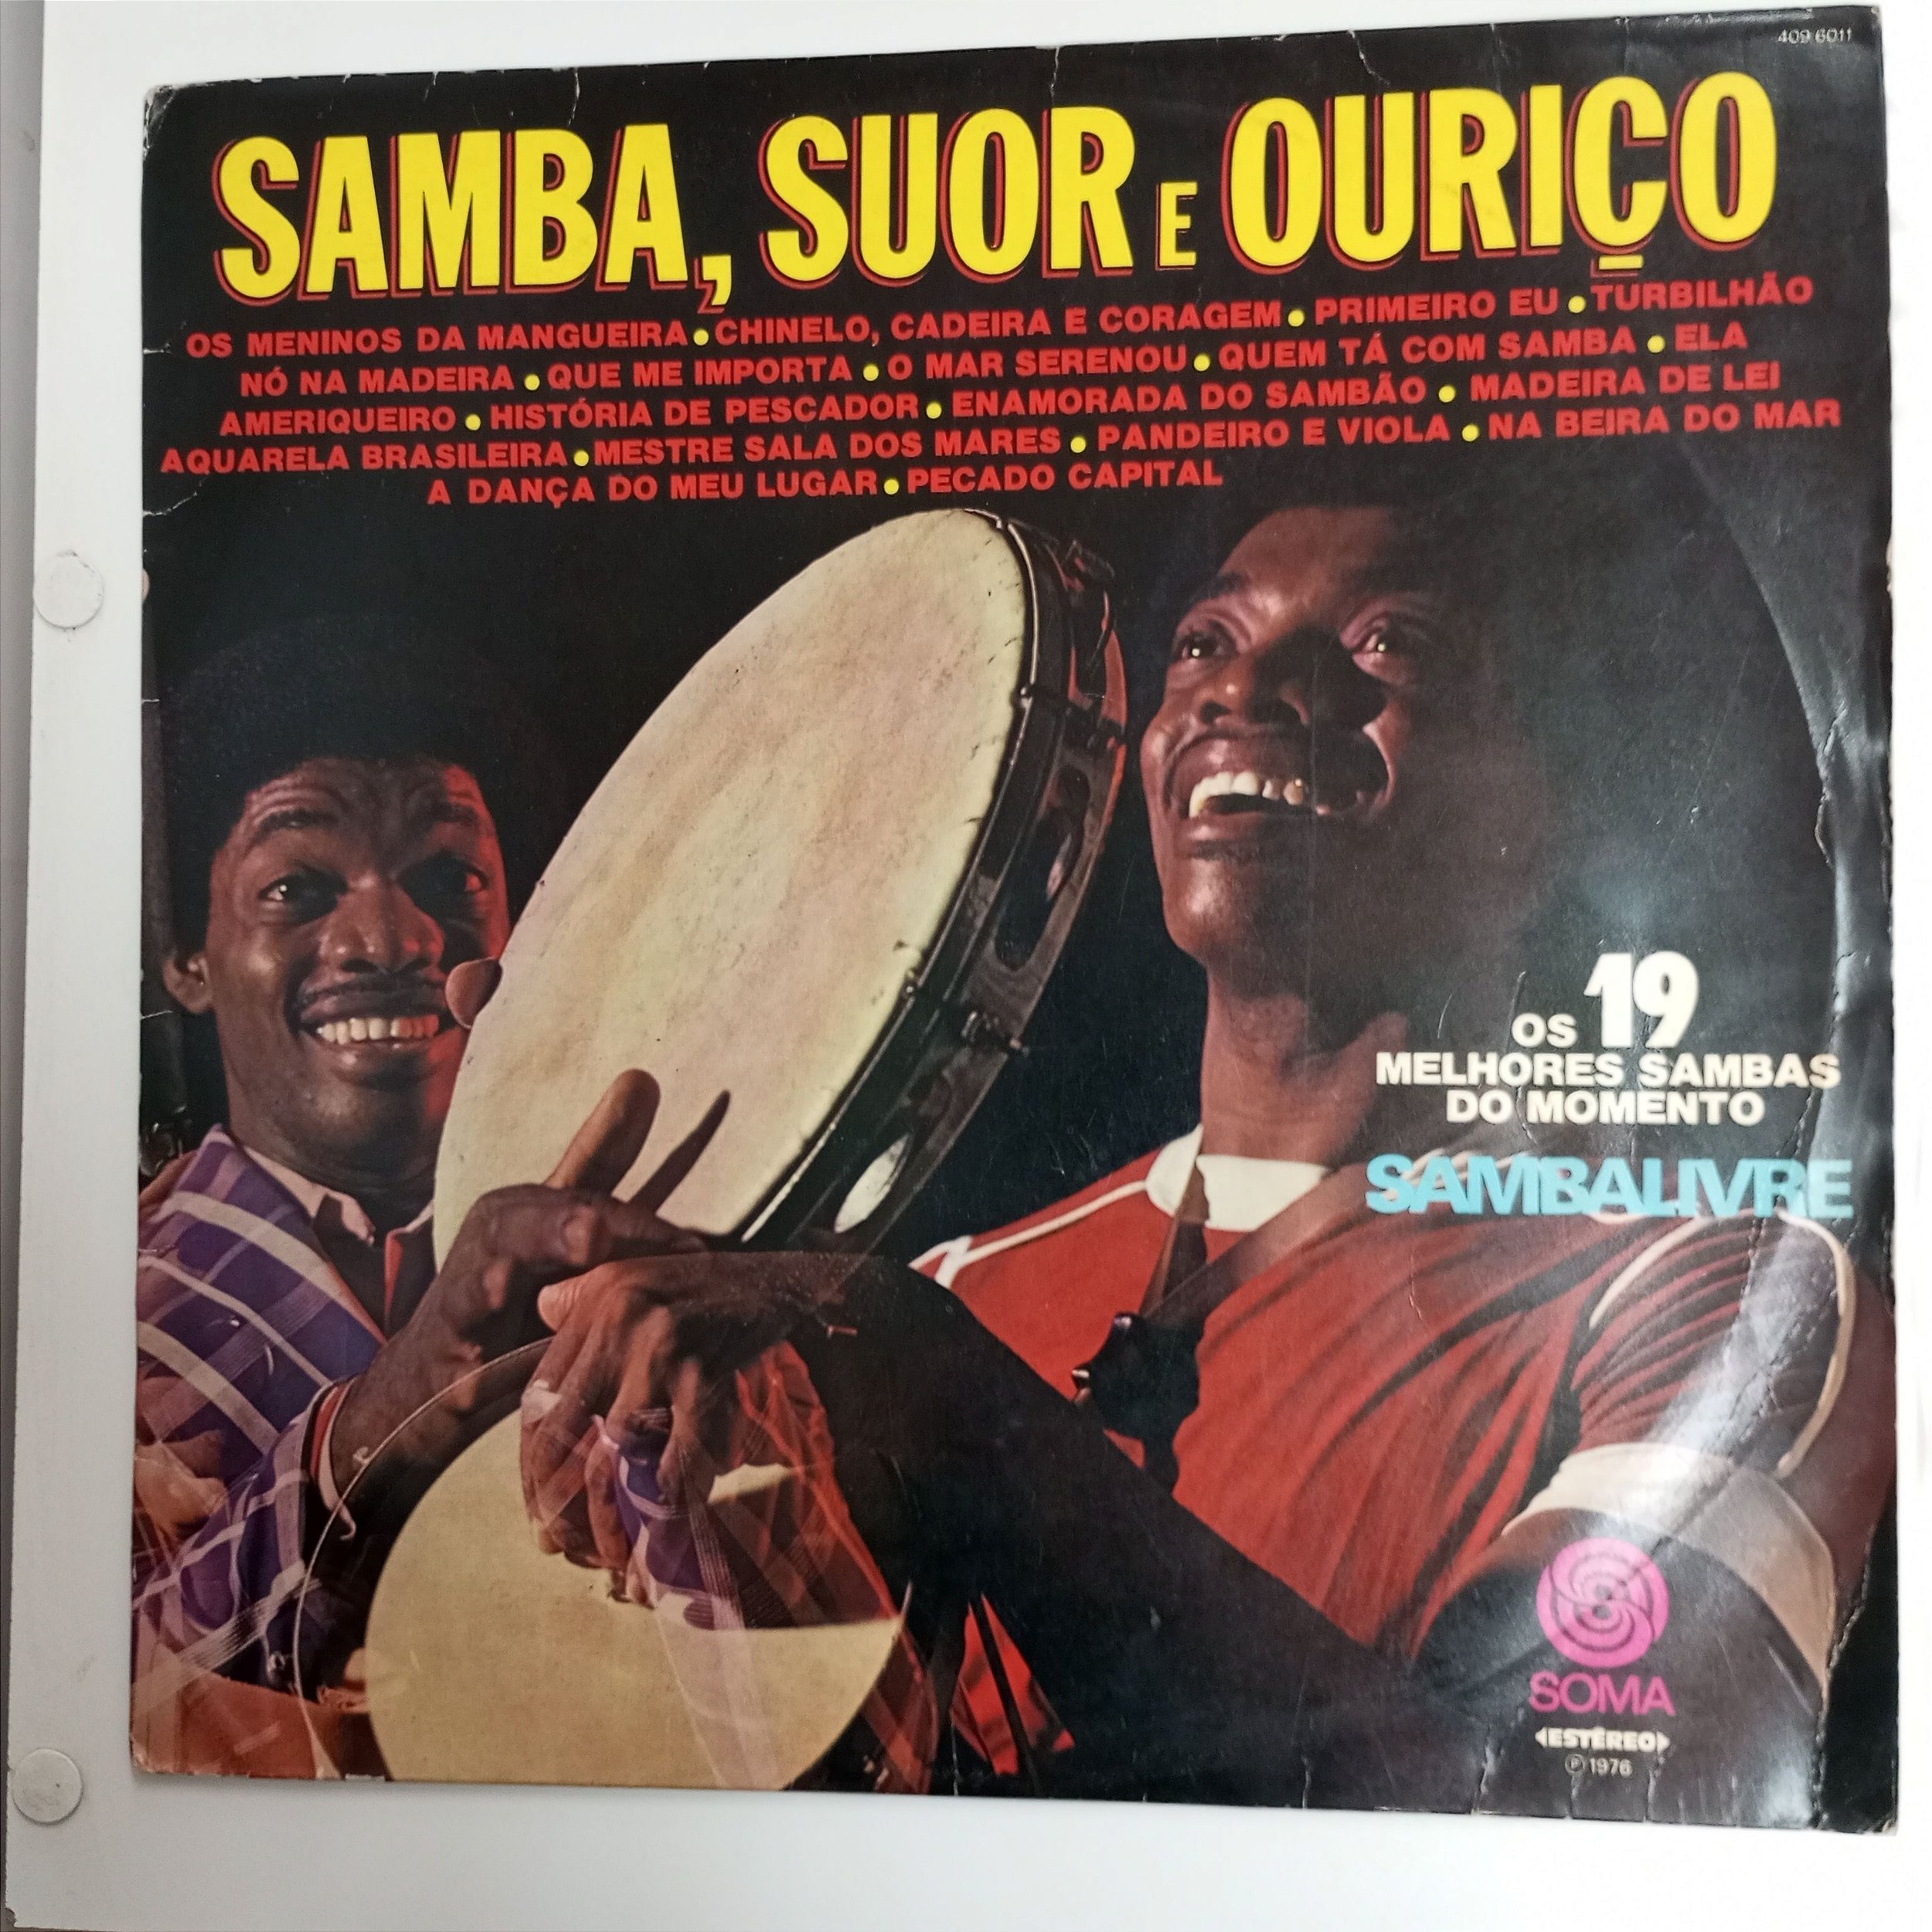 409 6011
SAMBA, SUOR E OURIÇO
OS MENINOS DA MANGUEIRA • CHINELO, CADEIRA E CORAGEM • PRIMEIRO EU • TURBILHÃO
NÓ NA MADEIRA • QUE ME IMPORTA • O MAR SERENOU • QUEM TÁ COM SAMBA • ELA
AMERIQUEIRO • HISTÓRIA DE PESCADOR • ENAMORADA DO SAMBÃO • MADEIRA DE LEI
AQUARELA BRASILEIRA • MESTRE SALA DOS MARES • PANDEIRO E VIOLA • NA BEIRA DO MAR
A DANÇA DO MEU LUGAR • PECADO CAPITAL
OS 19
MELHORES SAMBAS
DO MOMENTO
SAMBALIVRE
SOMA
ESTÉREO
℗ 1976